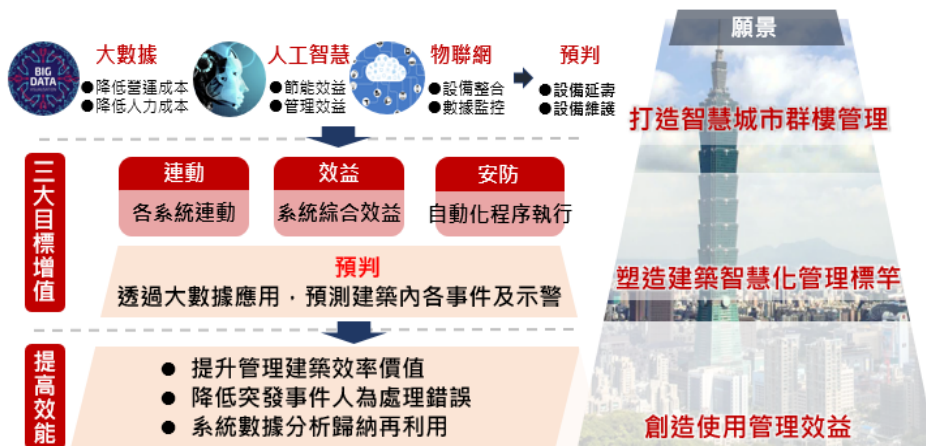 大數據
●降低營運成本
●降低人力成本
BIG
DATA
人工智慧
●節能效益
●管理效益
物聯網
●設備整合
●數據監控
預判
●設備延壽
●設備維護
三大目標增值
連動
各系統連動
效益
系統綜合效益
安防
自動化程序執行
預判
透過大數據應用，預測建築內各事件及示警
提高效能
● 提升管理建築效率價值
● 降低突發事件人為處理錯誤
● 系統數據分析歸納再利用
願景
打造智慧城市群樓管理
塑造建築智慧化管理標竿
創造使用管理效益